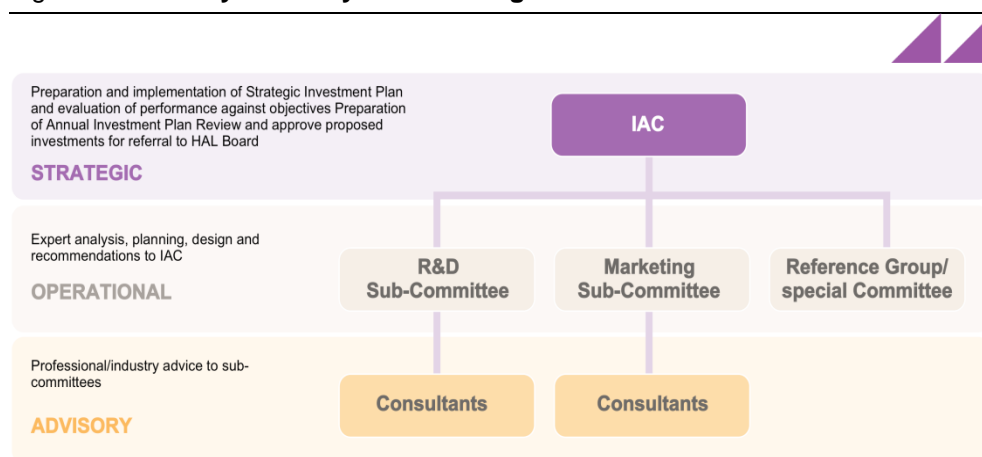 Preparation and implementation of Strategic Investment Plan
and evaluation of performance against objectives Preparation
of Annual Investment Plan Review and approve proposed
investments for referral to HAL Board
STRATEGIC
IAC
Expert analysis, planning, design and
recommendations to IAC
OPERATIONAL
R&D
Sub-Committee
Marketing
Sub-Committee
Reference Group/
special Committee
Professional/industry advice to sub-
committees
ADVISORY
Consultants
Consultants